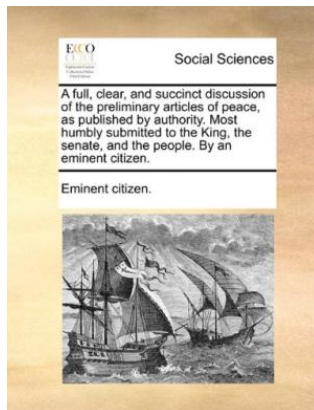 ECCO
Social Sciences
A full, clear, and succinct discussion
of the preliminary articles of peace,
as published by authority. Most
humbly submitted to the King, the
senate, and the people. By an
eminent citizen.
Eminent citizen.